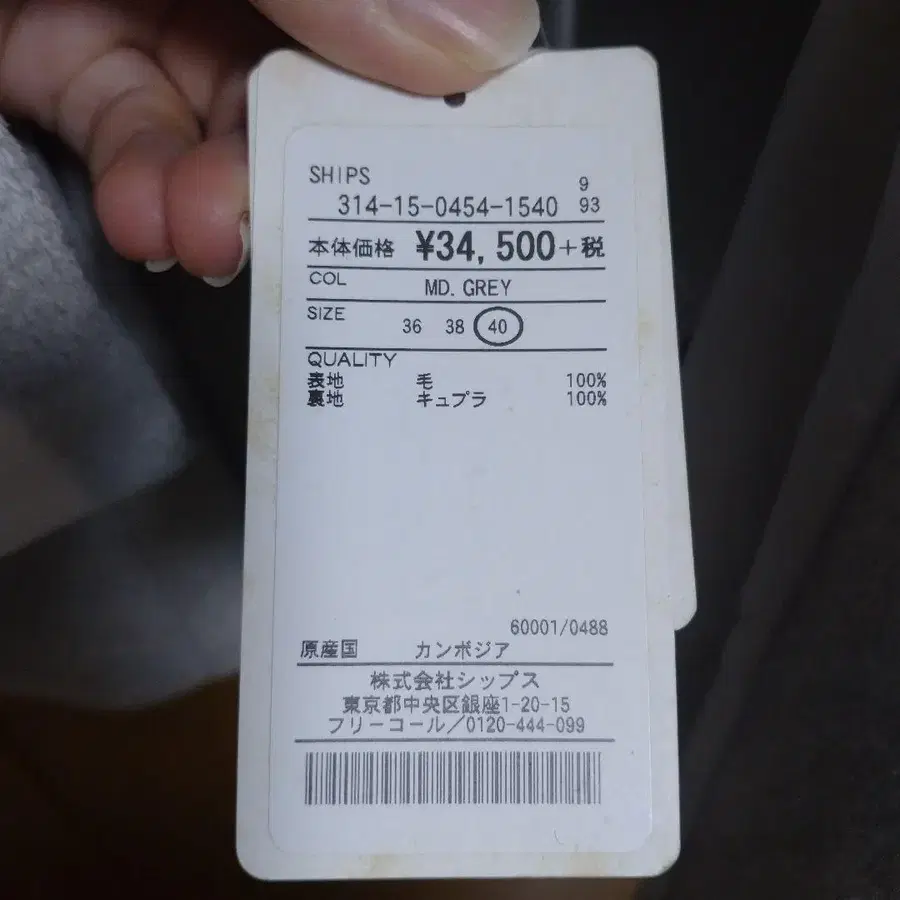 SHIPS
9
314-15-0454-1540 93
本体価格 ¥34,500+税
COL MD. GREY
SIZE 36 38 40
QUALITY
表地 毛 100%
裏地 キュプラ 100%
60001/0488
原産国 カンボジア
株式会社シップス
東京都中央区銀座1-20-15
フリーコール/0120-444-099